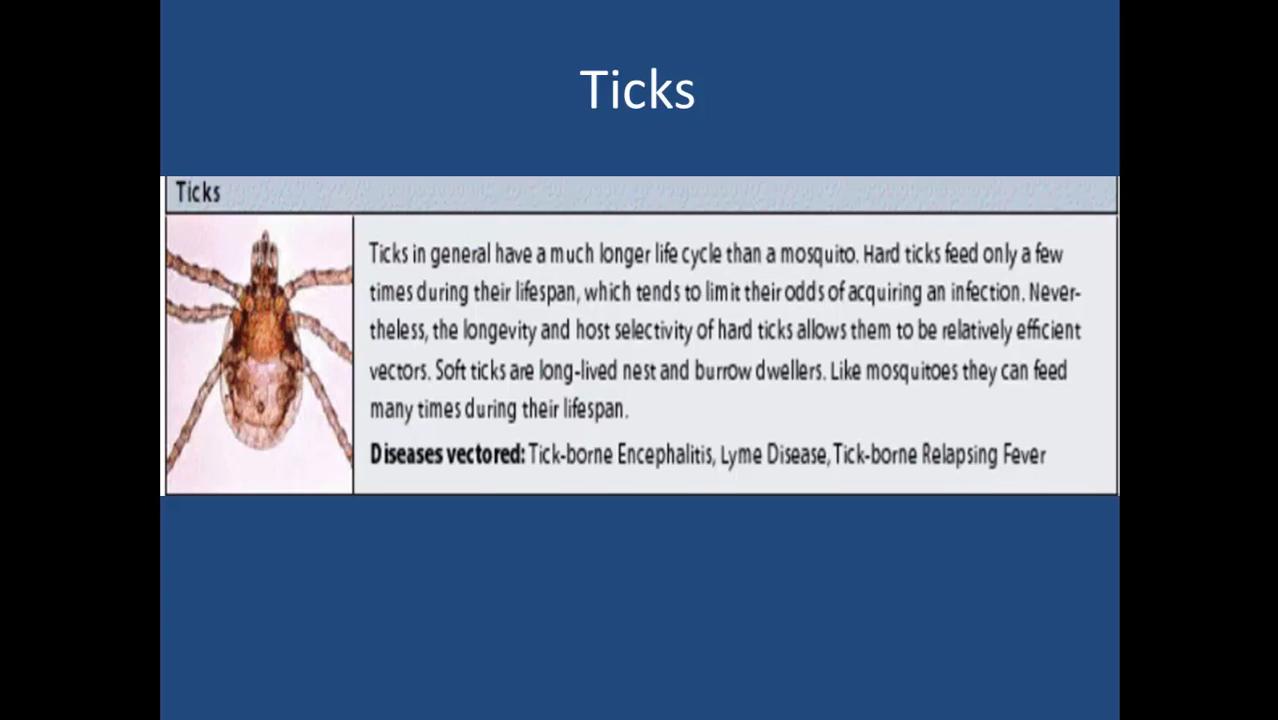 Ticks
Ticks
Ticks in general have a much longer life cycle than a mosquito. Hard ticks feed only a few
times during their lifespan, which tends to limit their odds of acquiring an infection. Never-
theless, the longevity and host selectivity of hard ticks allows them to be relatively efficient
vectors. Soft ticks are long-lived nest and burrow dwellers. Like mosquitoes they can feed
many times during their lifespan.
Diseases vectored: Tick-borne Encephalitis, Lyme Disease, Tick-borne Relapsing Fever